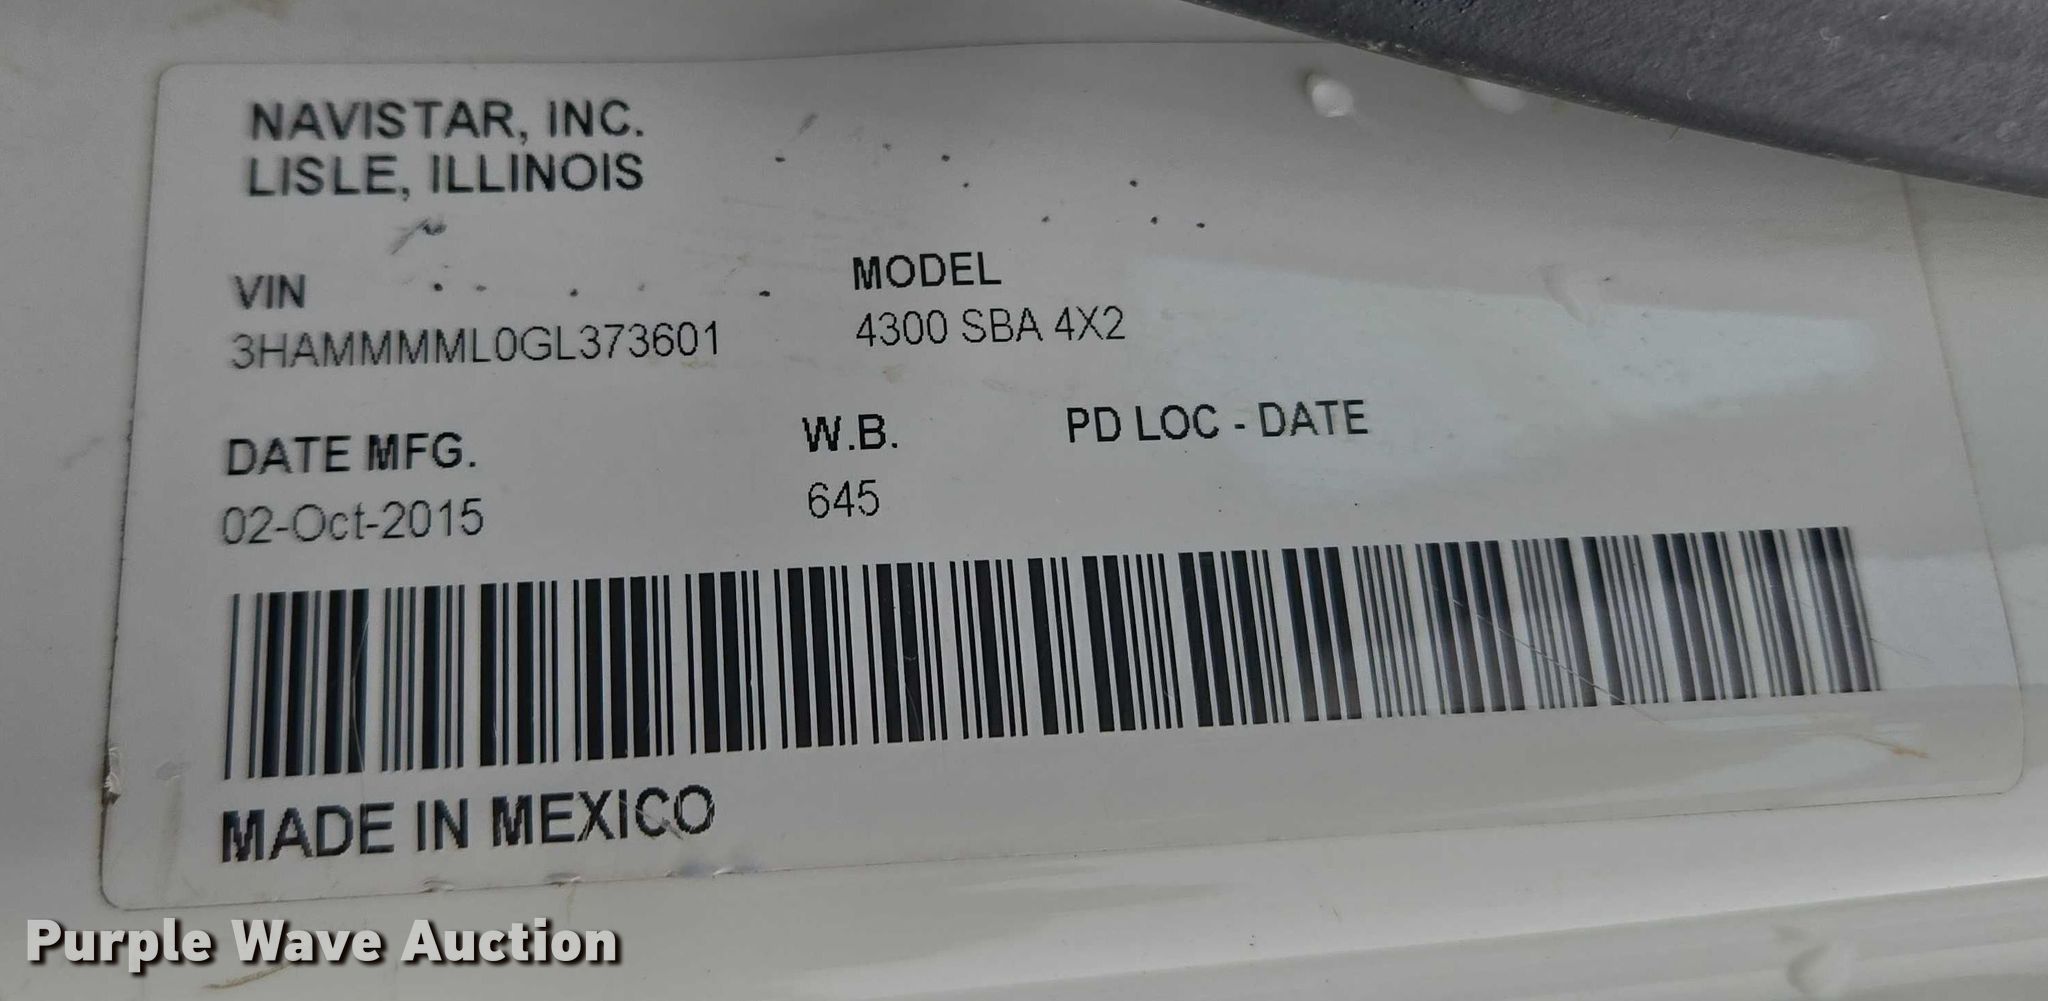 NAVISTAR, INC.
LISLE, ILLINOIS
VIN
3HAMMMML0GL373601
MODEL
4300 SBA 4X2
DATE MFG.
02-Oct-2015
W.B.
645
PD LOC - DATE
MADE IN MEXICO
Purple Wave Auction